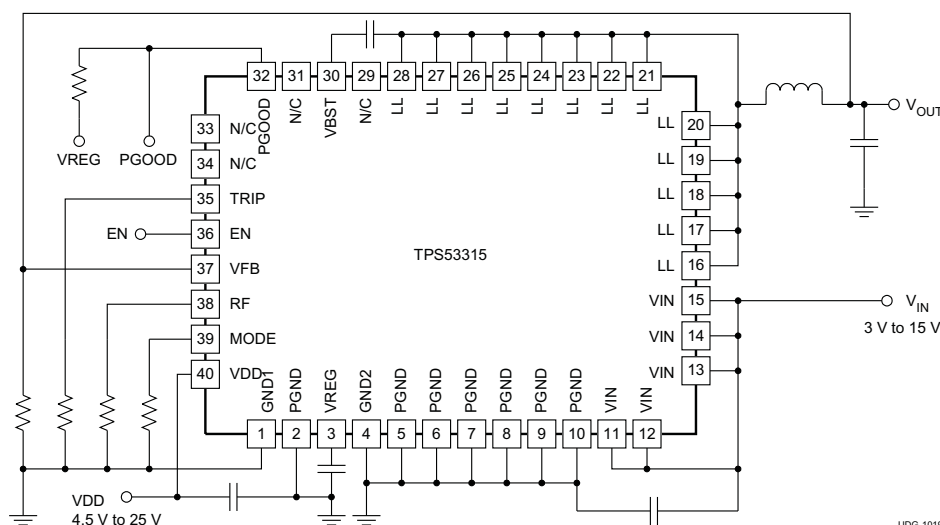 32 31 30 29 28 27 26 25 24 23 22 21
PGOOD N/C VBST N/C LL LL LL LL LL LL LL LL
VREG PGOOD
33 N/C
34 N/C
35 TRIP
EN 36 EN
37 VFB
38 RF
39 MODE
40 VDD
TPS53315
LL 20
LL 19
LL 18
LL 17
LL 16
VIN 15
VIN 14
VIN 13
VOUT
VIN
3 V to 15 V
GND1 PGND VREG GND2 PGND PGND PGND PGND PGND PGND VIN VIN
1 2 3 4 5 6 7 8 9 10 11 12
VDD
4.5 V to 25 V